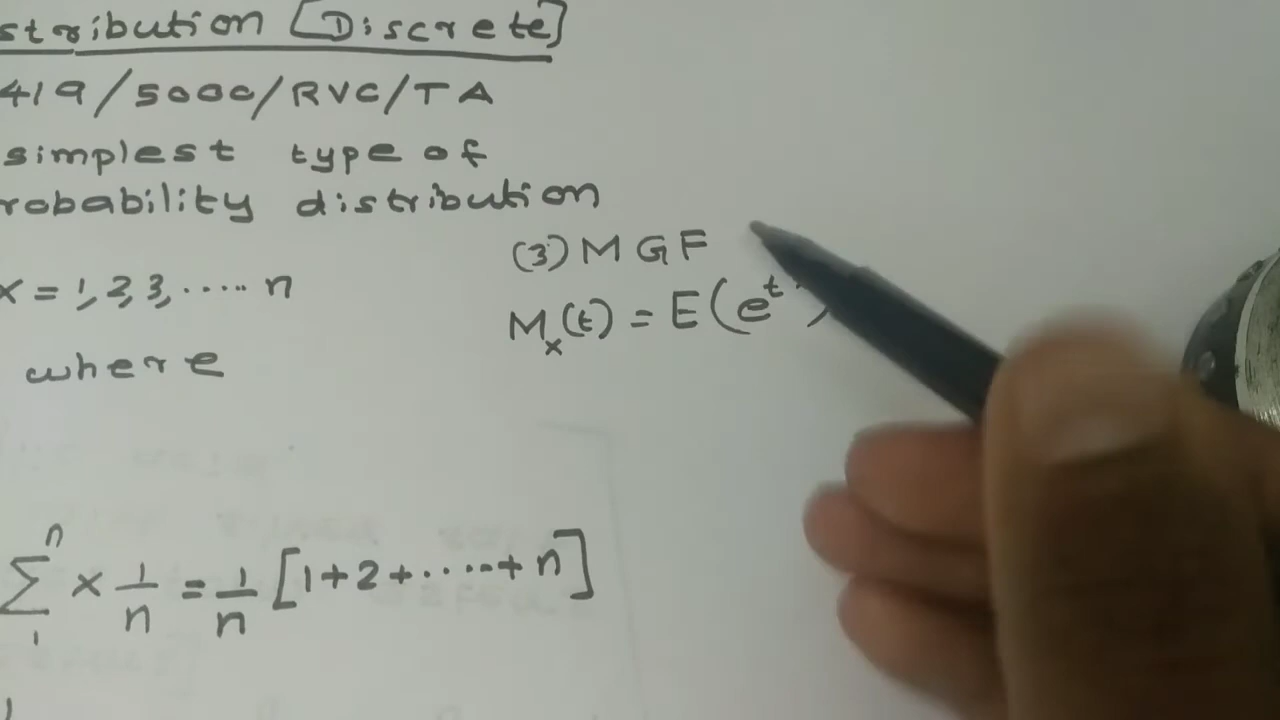 stribution [Discrete]
419/5000/RVC/TA
simplest type of
robability distribution
x = 1,2,3, ..... n
where
(3) M G F
Mx(t) = E(e^t
n
∑ x 1/n = 1/n [1+2+.....+n]
1